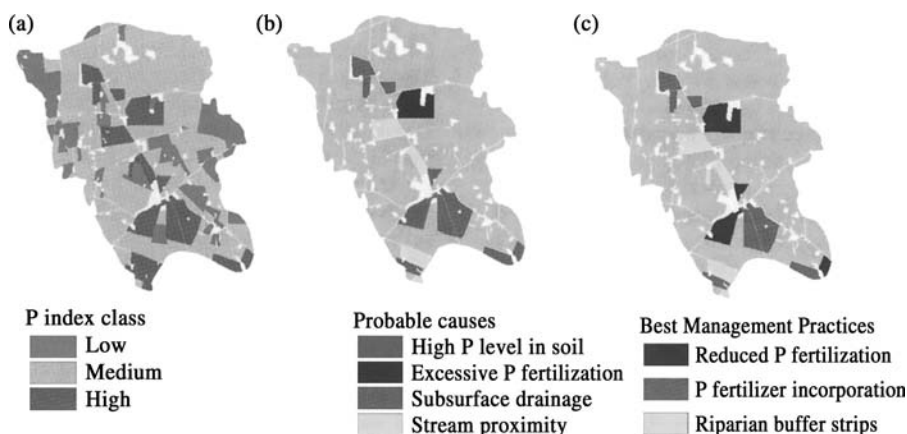 (a)
(b)
(c)
P index class
Low
Medium
High
Probable causes
High P level in soil
Excessive P fertilization
Subsurface drainage
Stream proximity
Best Management Practices
Reduced P fertilization
P fertilizer incorporation
Riparian buffer strips